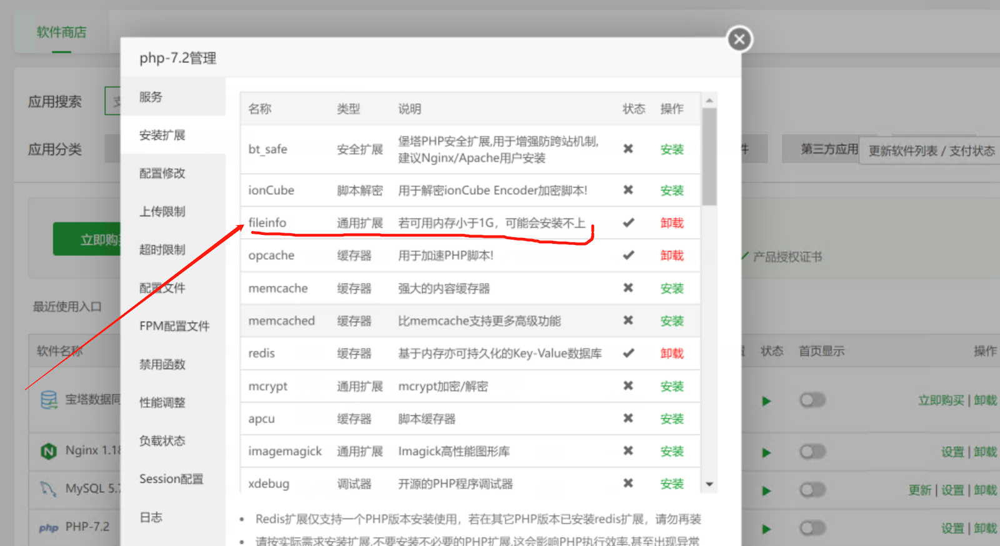 软件商店
php-7.2管理
应用搜索
应用分类
件
第三方应用
更新软件列表 / 支付状态
立即购买
产品授权证书
最近使用入口
软件名称
状态
首页显示
操作
宝塔数据同
立即购买 | 卸载
Nginx 1.18
设置 | 卸载
MySQL 5.7
更新 | 设置 | 卸载
php PHP-7.2
设置 | 卸载
服务
安装扩展
配置修改
上传限制
超时限制
配置文件
FPM配置文件
禁用函数
性能调整
负载状态
Session配置
日志
名称 类型 说明 状态 操作
bt_safe 安全扩展 堡塔PHP安全扩展,用于增强防跨站机制,
建议Nginx/Apache用户安装 安装
ionCube 脚本解密 用于解密ionCube Encoder加密脚本! 安装
fileinfo 通用扩展 若可用内存小于1G，可能会安装不上 卸载
opcache 缓存器 用于加速PHP脚本! 卸载
memcache 缓存器 强大的内容缓存器 安装
memcached 缓存器 比memcache支持更多高级功能 安装
redis 缓存器 基于内存亦可持久化的Key-Value数据库 卸载
mcrypt 通用扩展 mcrypt加密/解密 安装
apcu 缓存器 脚本缓存器 安装
imagemagick 通用扩展 Imagick高性能图形库 安装
xdebug 调试器 开源的PHP程序调试器 安装
Redis扩展仅支持一个PHP版本安装使用，若在其它PHP版本已安装redis扩展，请勿再装
请按实际需求安装扩展,不要安装不必要的PHP扩展,这会影响PHP执行效率,甚至出现异常